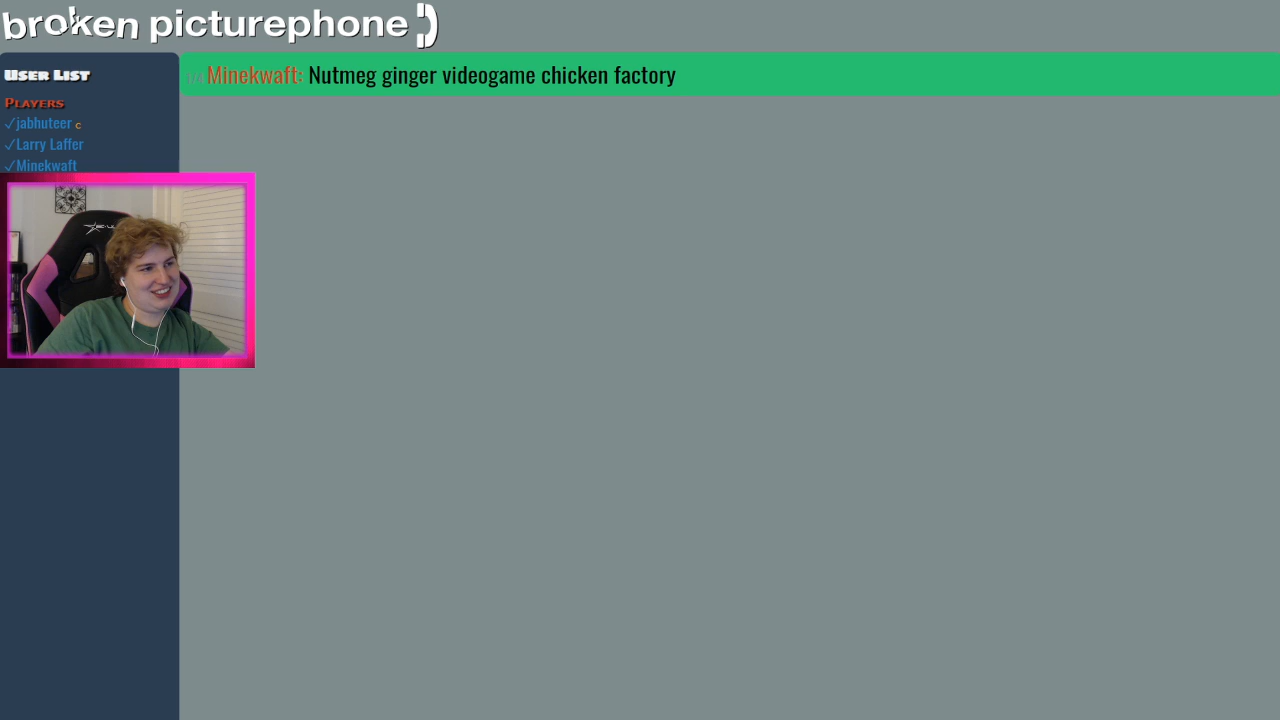 broken picturephone
USER LIST
Minekwaft: Nutmeg ginger videogame chicken factory
PLAYERS
✓jabhuteer c
✓Larry Laffer
✓Minekwaft